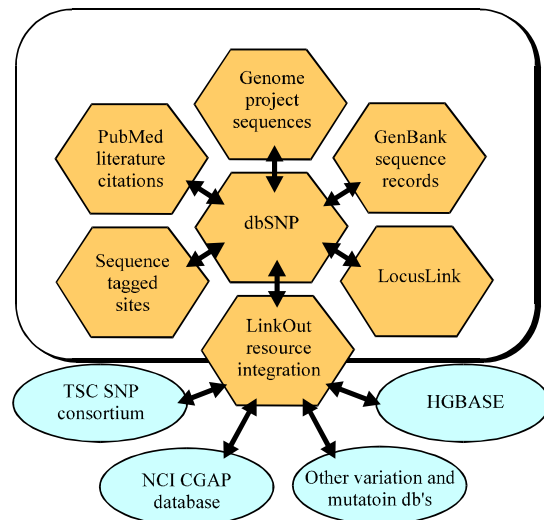 Genome
project
sequences
PubMed
literature
citations
GenBank
sequence
records
dbSNP
Sequence
tagged
sites
LocusLink
LinkOut
resource
integration
TSC SNP
consortium
HGBASE
NCI CGAP
database
Other variation and
mutatoin db's